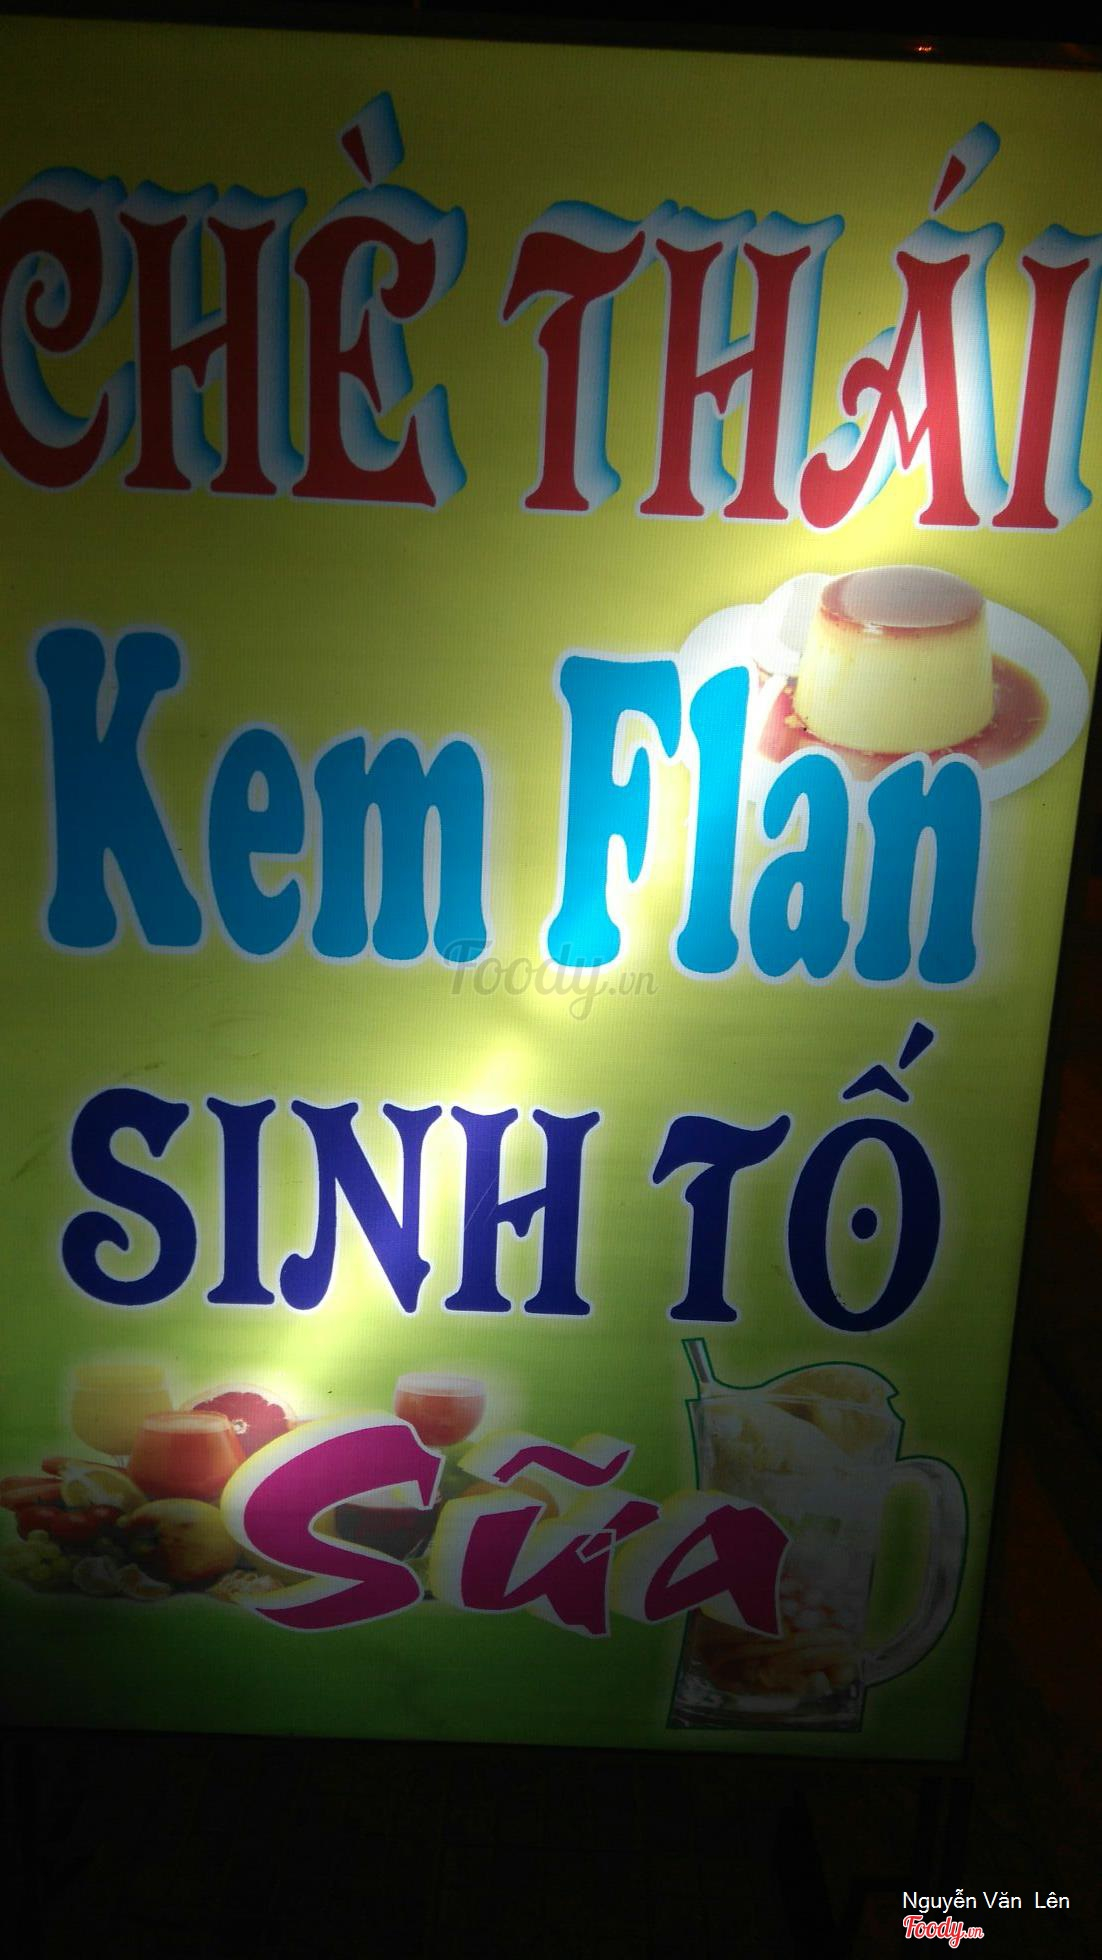 CHÈ THÁI
Kem Flan
Foody.vn
SINH TỐ
Sữa
Nguyễn Văn Lên
Foody.vn